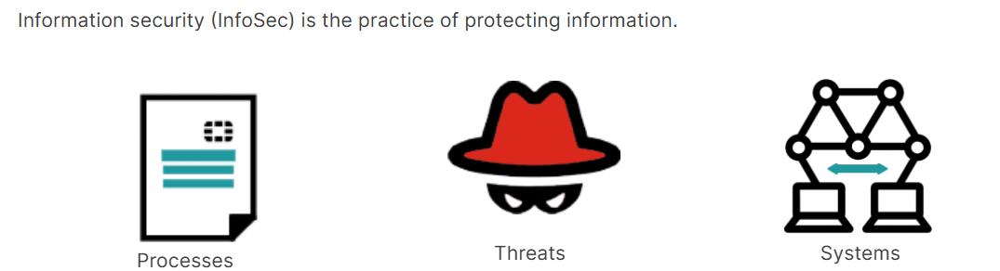 Information security (InfoSec) is the practice of protecting information.
Processes
Threats
Systems